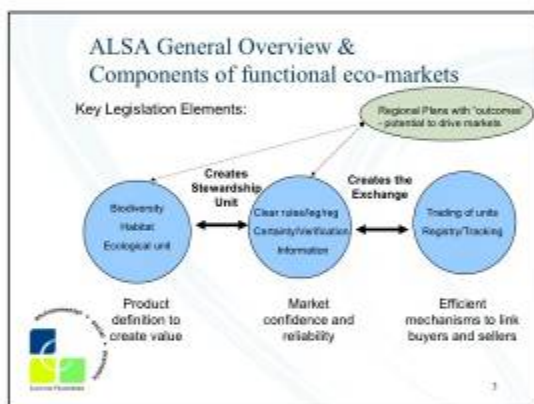 ALSA General Overview &
Components of functional eco-markets
Key Legislation Elements:
Regional Plans with "outcomes"
- potential to drive markets
Creates
Stewardship
Unit
Creates the
Exchange
Biodiversity
Habitat
Ecological unit
Clear rules/leg/reg
Certainty/Verification
Information
Trading of units
Registry/Tracking
Product
definition to
create value
Market
confidence and
reliability
Efficient
mechanisms to link
buyers and sellers